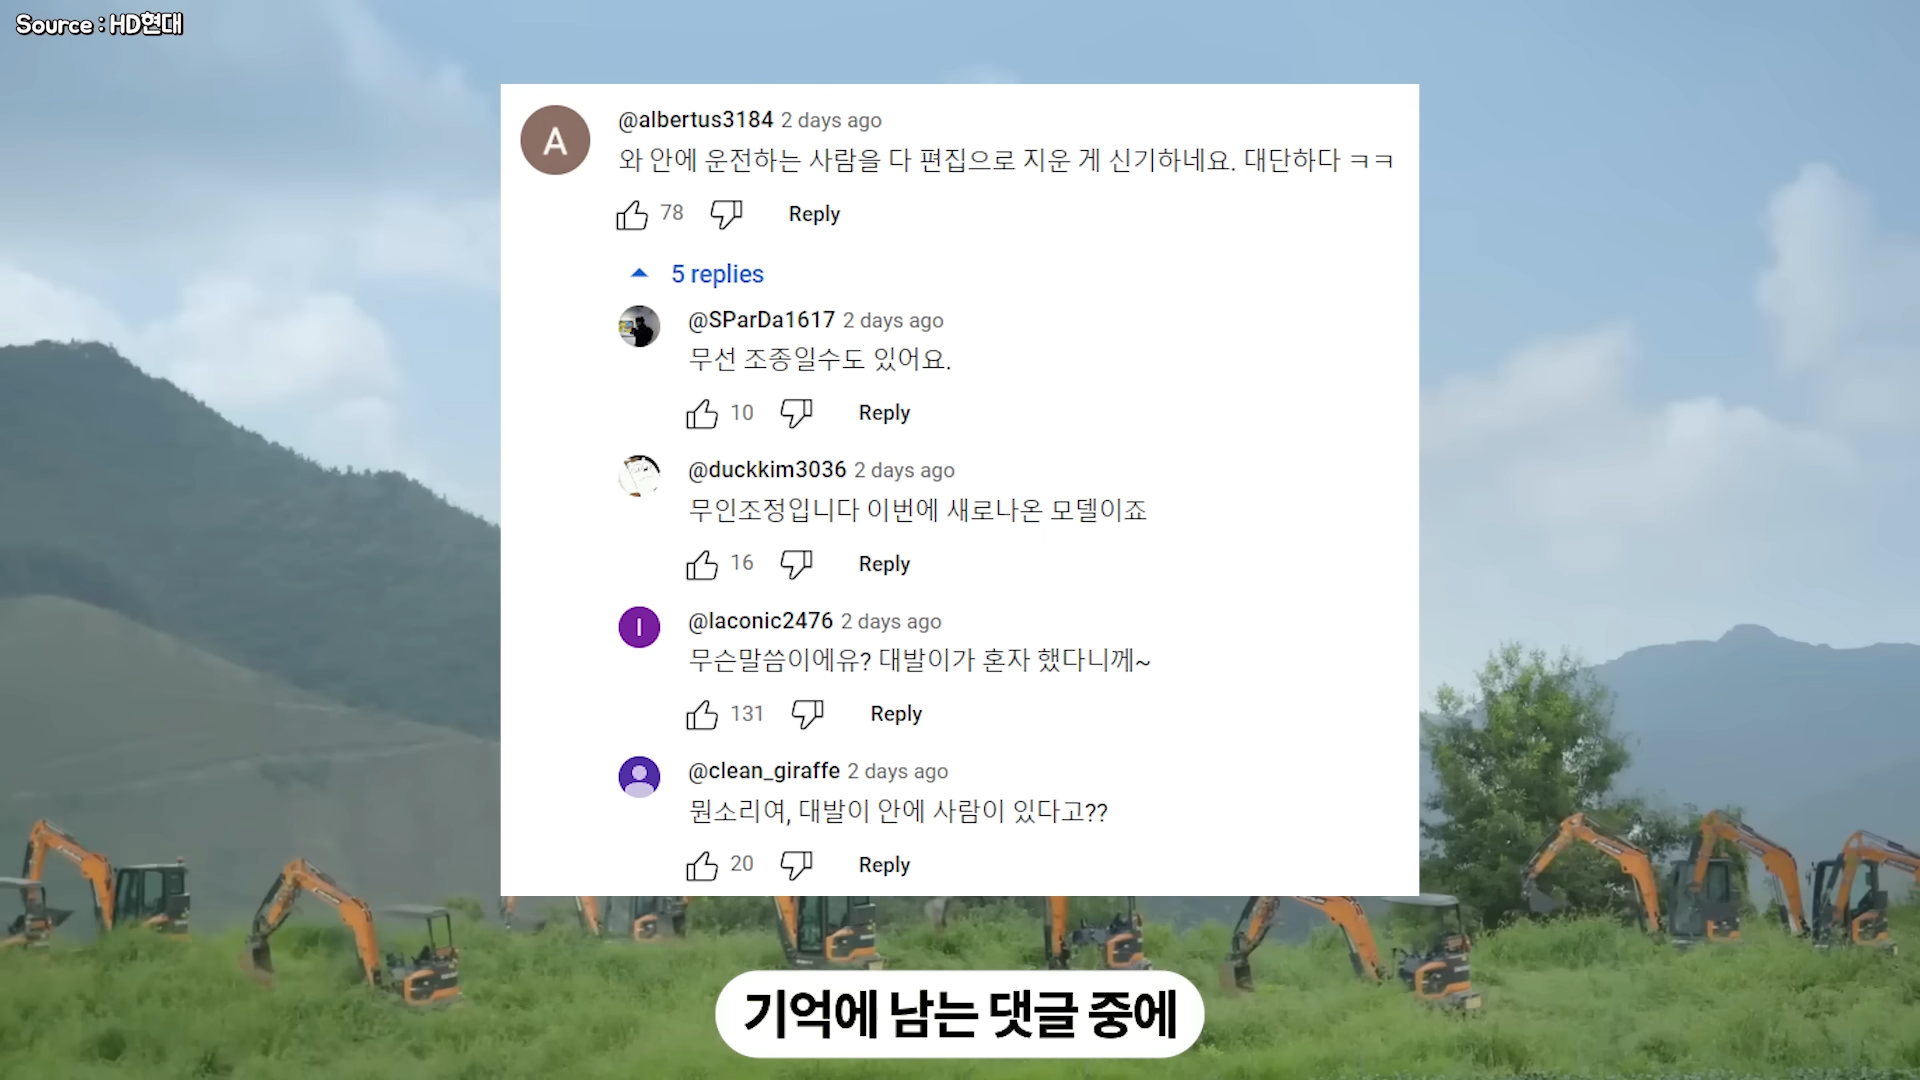 Source : HD현대
A
@albertus3184 2 days ago
와 안에 운전하는 사람을 다 편집으로 지운 게 신기하네요. 대단하다 ㅋㅋ
78 Reply
5 replies
@SParDa1617 2 days ago
무선 조종일수도 있어요.
10 Reply
@duckkim3036 2 days ago
무인조정입니다 이번에 새로나온 모델이죠
16 Reply
I
@laconic2476 2 days ago
무슨말씀이에유? 대발이가 혼자 했다니께~
131 Reply
@clean_giraffe 2 days ago
뭔소리여, 대발이 안에 사람이 있다고??
20 Reply
기억에 남는 댓글 중에